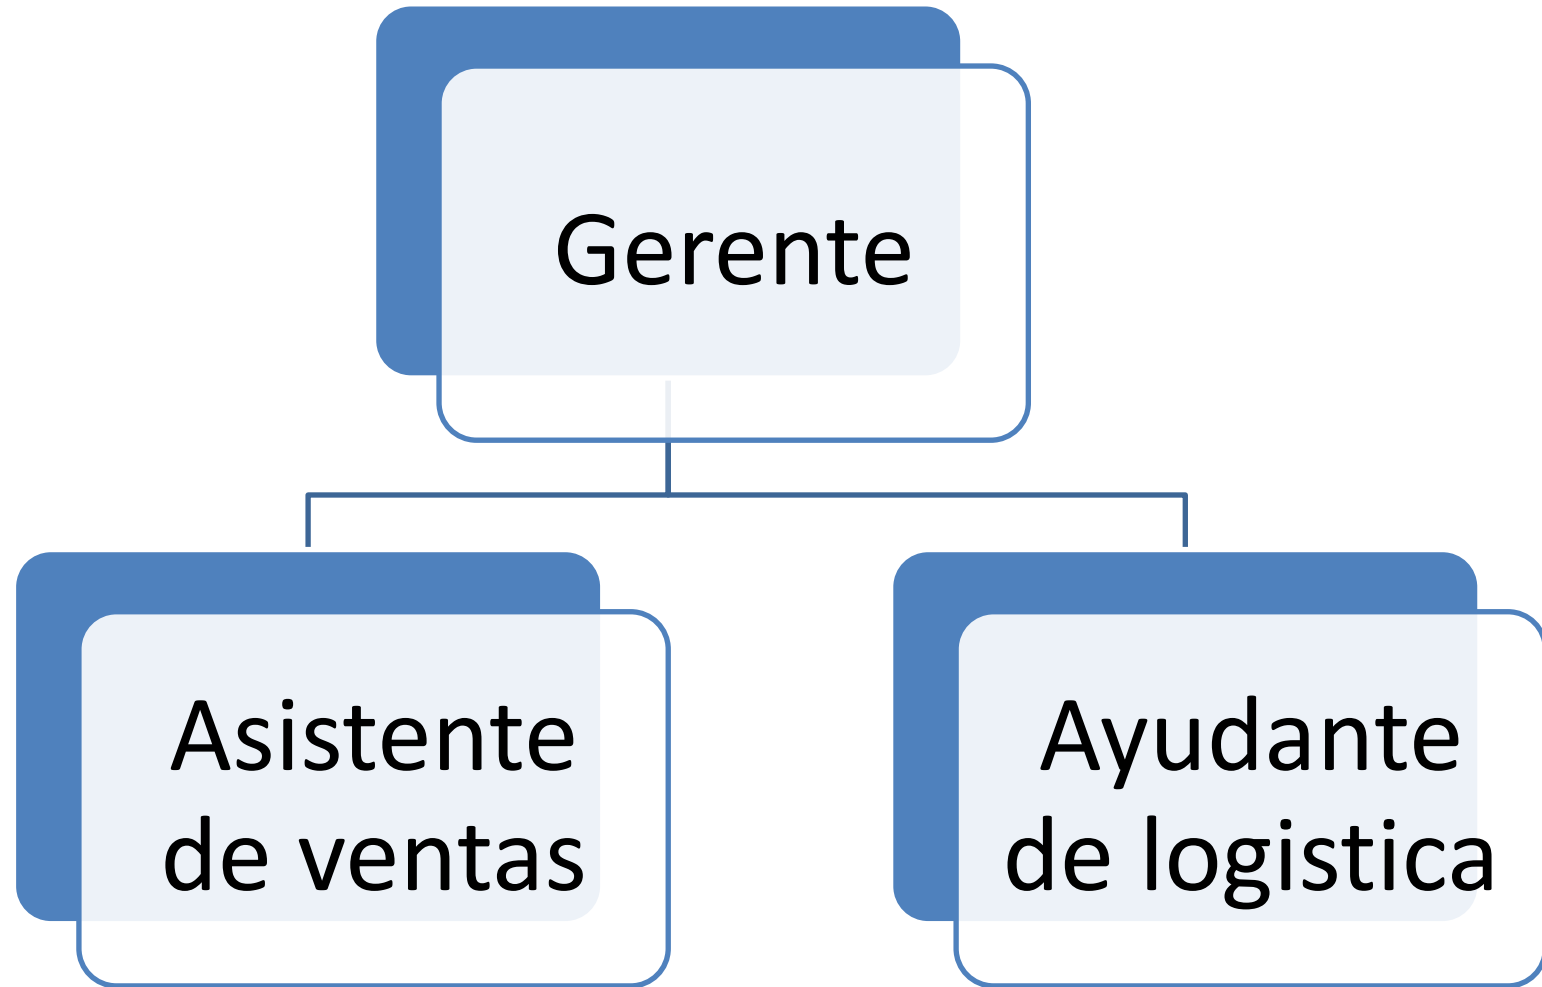 Gerente
Asistente
de ventas
Ayudante
de logistica